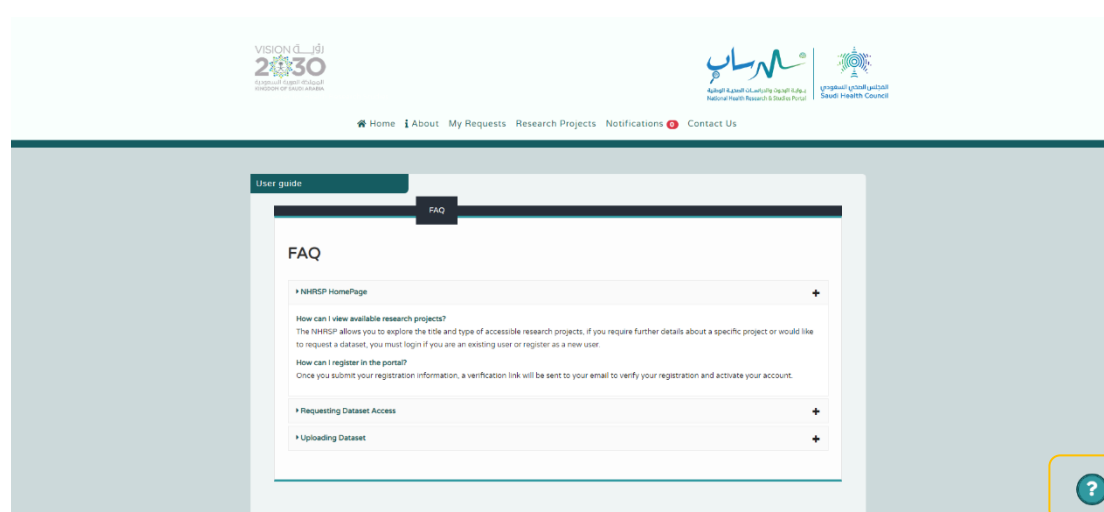 VISION رؤيــة
2030
المملكة العربية السعودية
KINGDOM OF SAUDI ARABIA
بوابة البحوث والدراسات الصحية الوطنية
National Health Research & Studies Portal
المجلس الصحي السعودي
Saudi Health Council
Home About My Requests Research Projects Notifications 0 Contact Us
User guide
FAQ
FAQ
NHRSP HomePage
How can I view available research projects?
The NHRSP allows you to explore the title and type of accessible research projects, if you require further details about a specific project or would like
to request a dataset, you must login if you are an existing user or register as a new user.
How can I register in the portal?
Once you submit your registration information, a verification link will be sent to your email to verify your registration and activate your account.
Requesting Dataset Access
Uploading Dataset
?